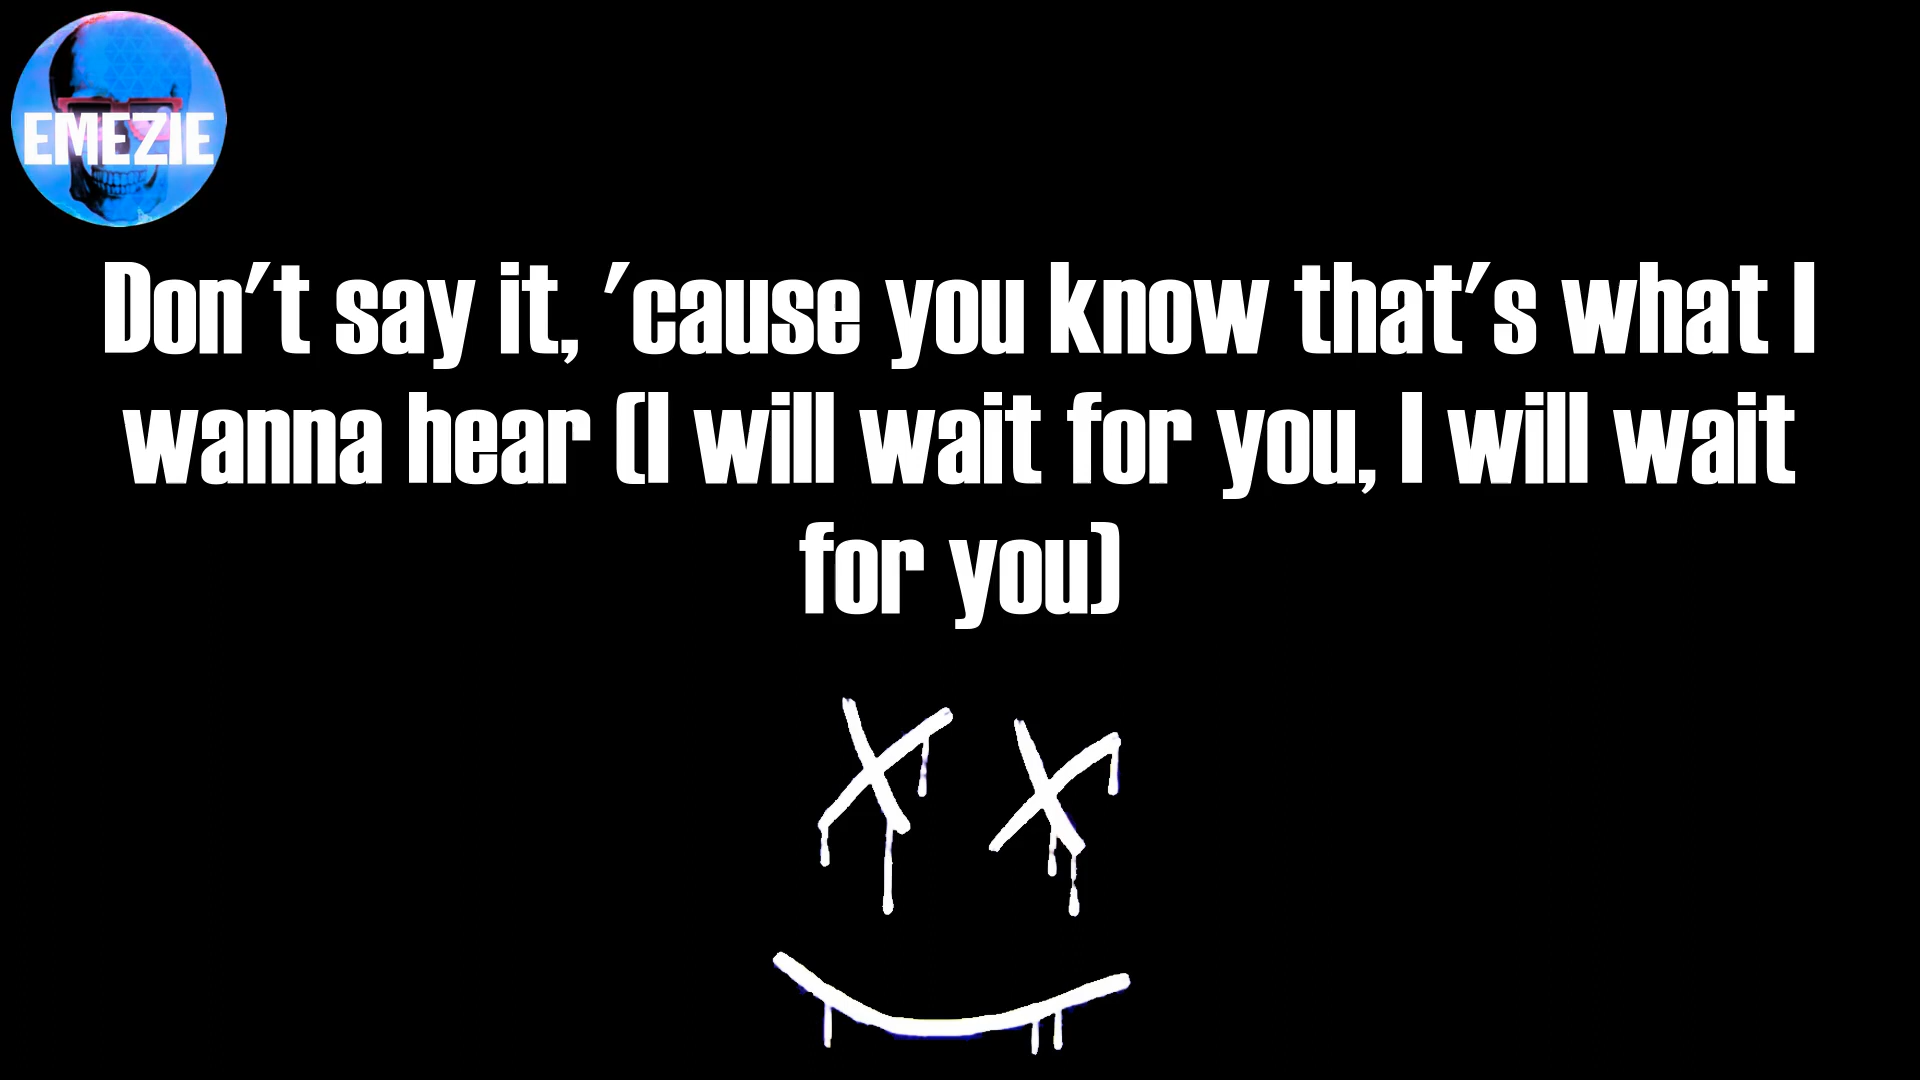 EMEZIE
Don't say it, 'cause you know that's what I
wanna hear (I will wait for you, I will wait
for you)